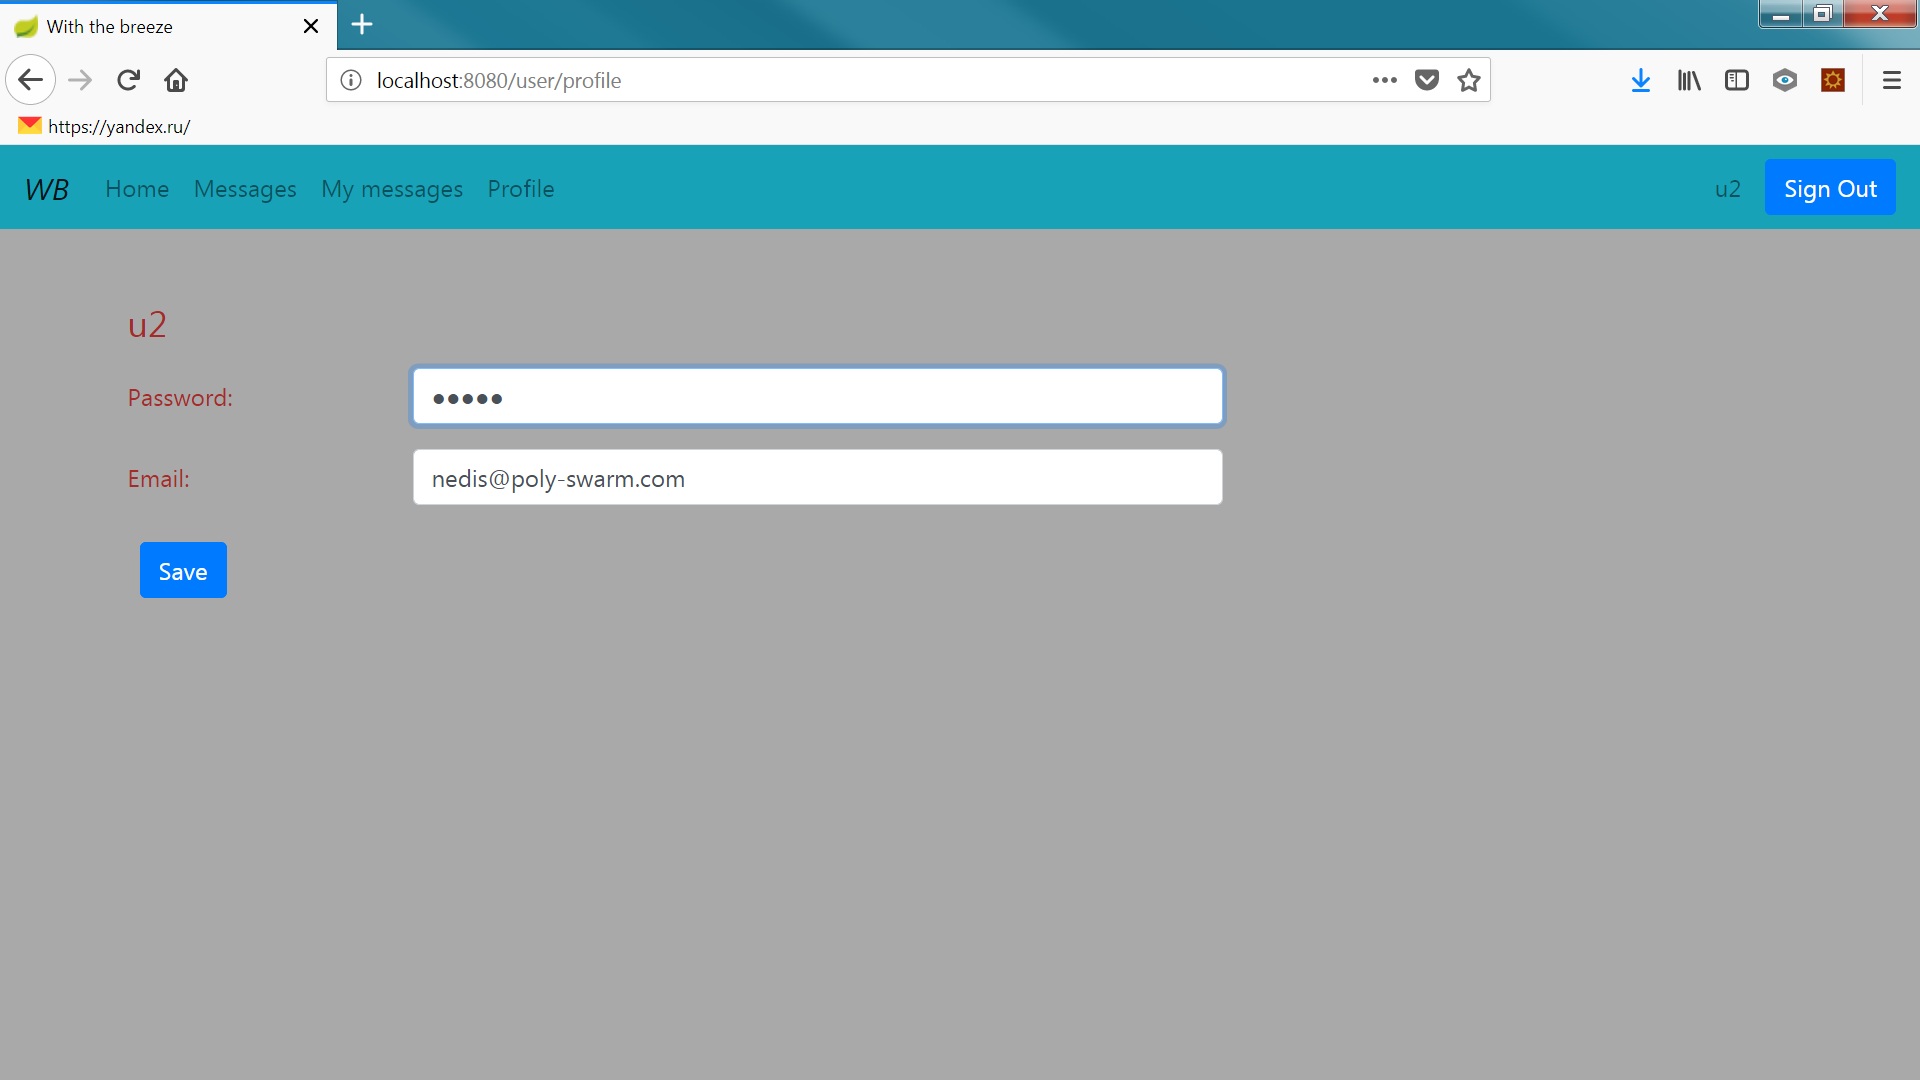 With the breeze
localhost:8080/user/profile
https://yandex.ru/
WB Home Messages My messages Profile u2 Sign Out
u2
Password: •••••
Email: nedis@poly-swarm.com
Save